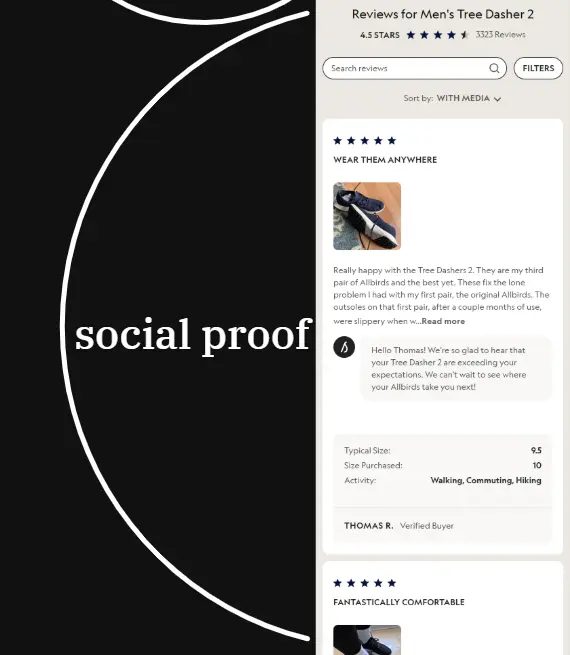 social proof
Reviews for Men's Tree Dasher 2
4.5 STARS 3323 Reviews
Search reviews
FILTERS
Sort by: WITH MEDIA
WEAR THEM ANYWHERE
Really happy with the Tree Dashers 2. They are my third
pair of Allbirds and the best yet. These fix the lone
problem I had with my first pair, the original Allbirds. The
outsoles on that first pair, after a couple months of use,
were slippery when w...Read more
Hello Thomas! We're so glad to hear that
your Tree Dasher 2 are exceeding your
expectations. We can't wait to see where
your Allbirds take you next!
Typical Size: 9.5
Size Purchased: 10
Activity: Walking, Commuting, Hiking
THOMAS R. Verified Buyer
FANTASTICALLY COMFORTABLE